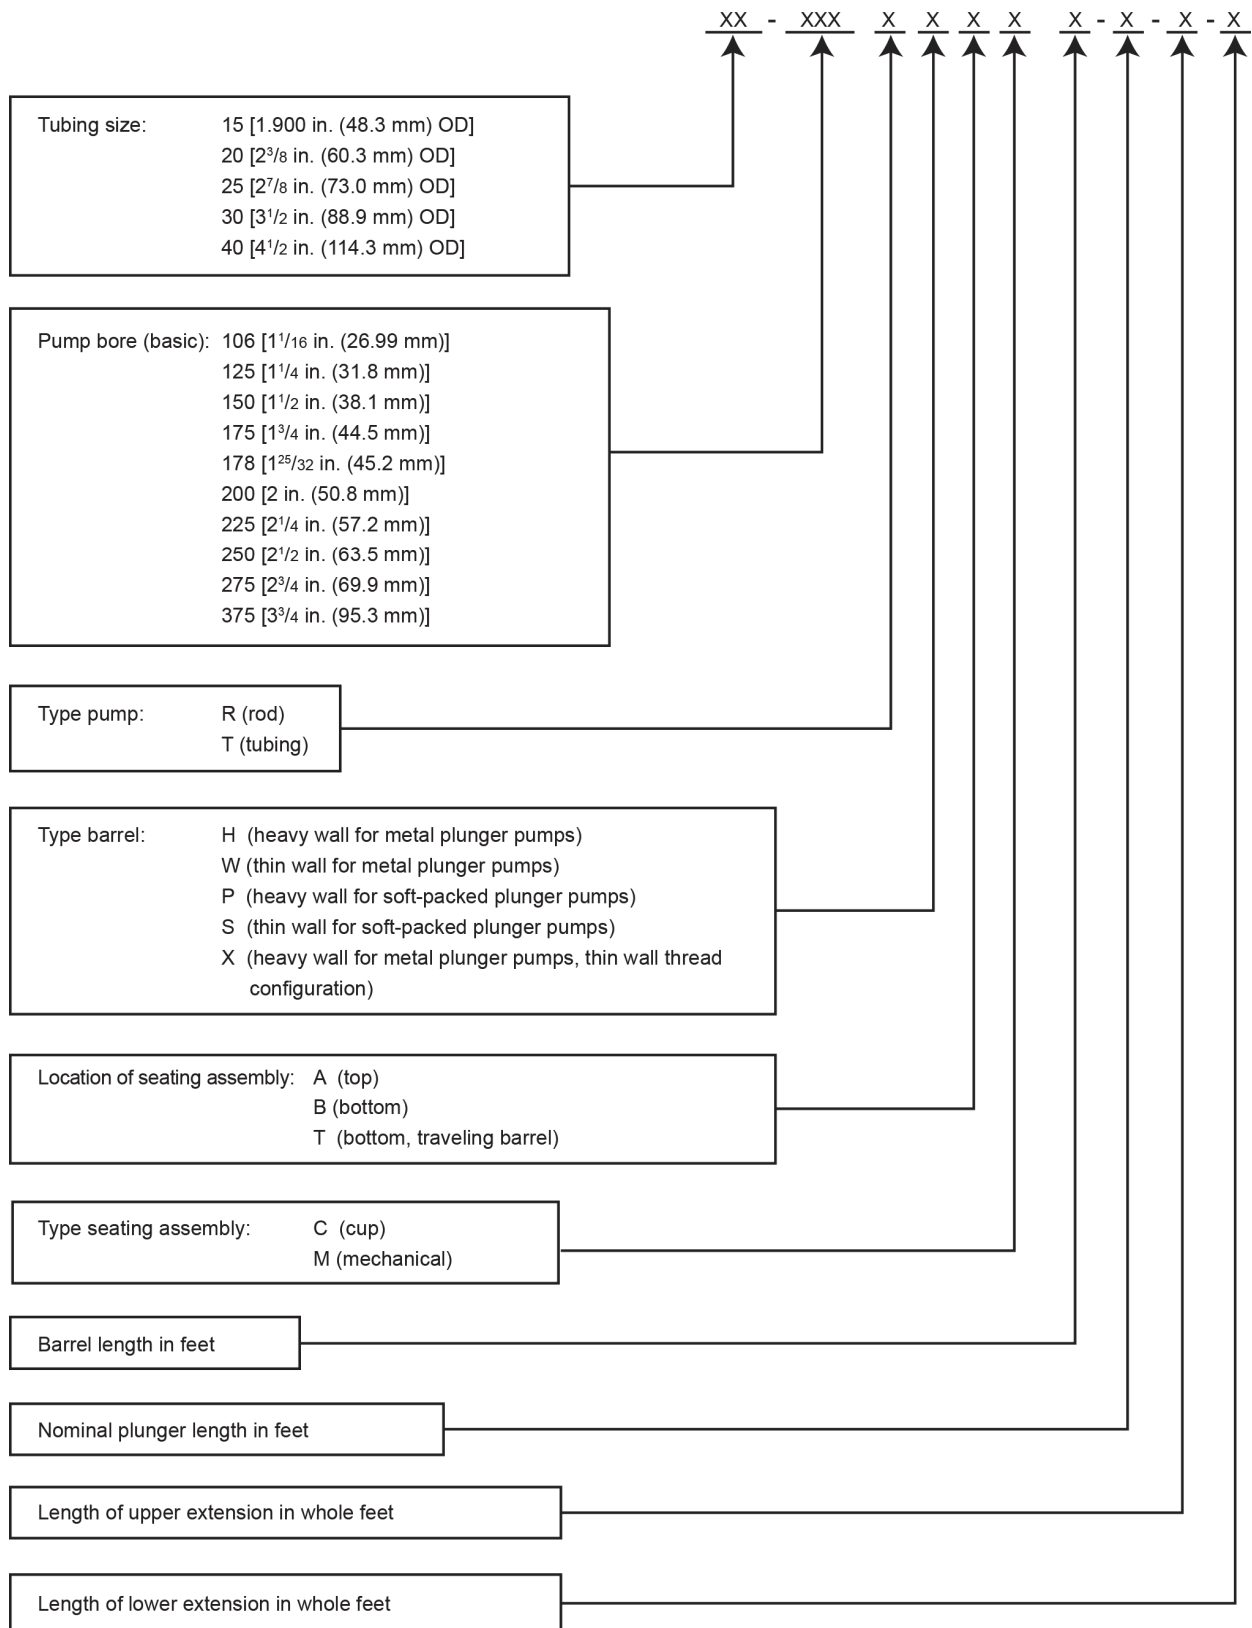 XX - XXX X X X X X - X - X - X
Tubing size: 15 [1.900 in. (48.3 mm) OD]
20 [2³/8 in. (60.3 mm) OD]
25 [2⁷/8 in. (73.0 mm) OD]
30 [3¹/2 in. (88.9 mm) OD]
40 [4¹/2 in. (114.3 mm) OD]
Pump bore (basic): 106 [1¹/16 in. (26.99 mm)]
125 [1¹/4 in. (31.8 mm)]
150 [1¹/2 in. (38.1 mm)]
175 [1³/4 in. (44.5 mm)]
178 [1²⁵/32 in. (45.2 mm)]
200 [2 in. (50.8 mm)]
225 [2¹/4 in. (57.2 mm)]
250 [2¹/2 in. (63.5 mm)]
275 [2³/4 in. (69.9 mm)]
375 [3³/4 in. (95.3 mm)]
Type pump: R (rod)
T (tubing)
Type barrel: H (heavy wall for metal plunger pumps)
W (thin wall for metal plunger pumps)
P (heavy wall for soft-packed plunger pumps)
S (thin wall for soft-packed plunger pumps)
X (heavy wall for metal plunger pumps, thin wall thread
configuration)
Location of seating assembly: A (top)
B (bottom)
T (bottom, traveling barrel)
Type seating assembly: C (cup)
M (mechanical)
Barrel length in feet
Nominal plunger length in feet
Length of upper extension in whole feet
Length of lower extension in whole feet